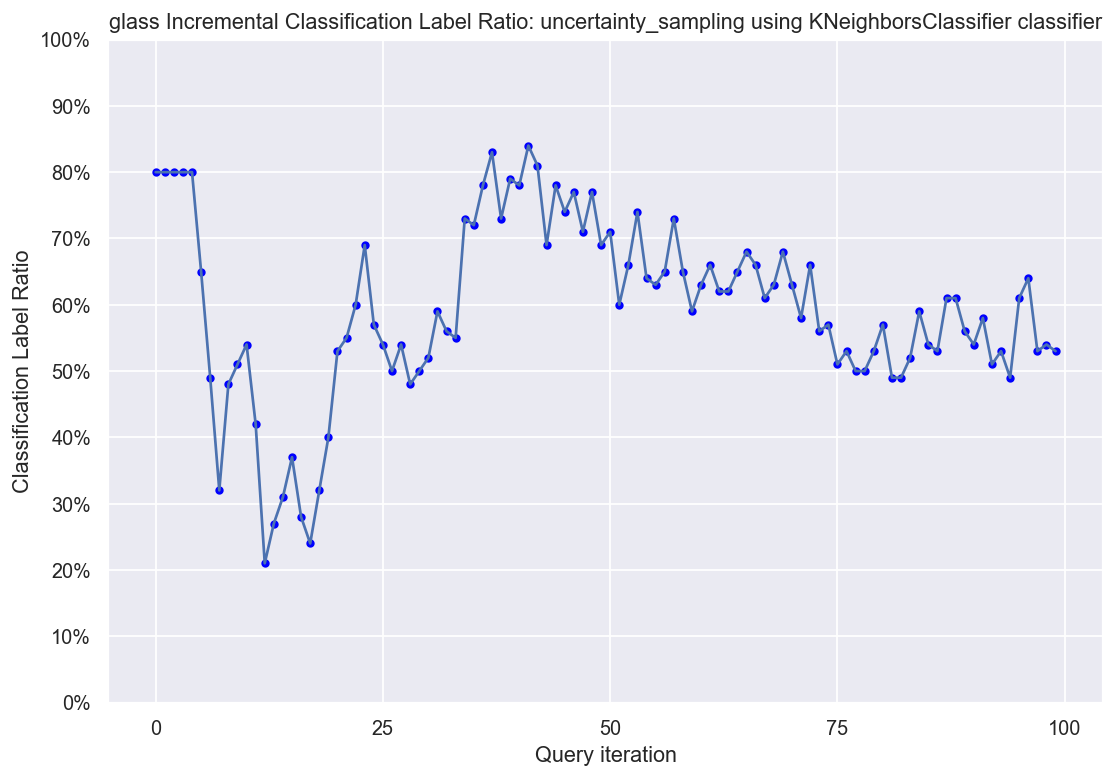 glass Incremental Classification Label Ratio: uncertainty_sampling using KNeighborsClassifier classifier
100%
90%
80%
70%
60%
50%
40%
30%
20%
10%
0%
Classification Label Ratio
0 25 50 75 100
Query iteration